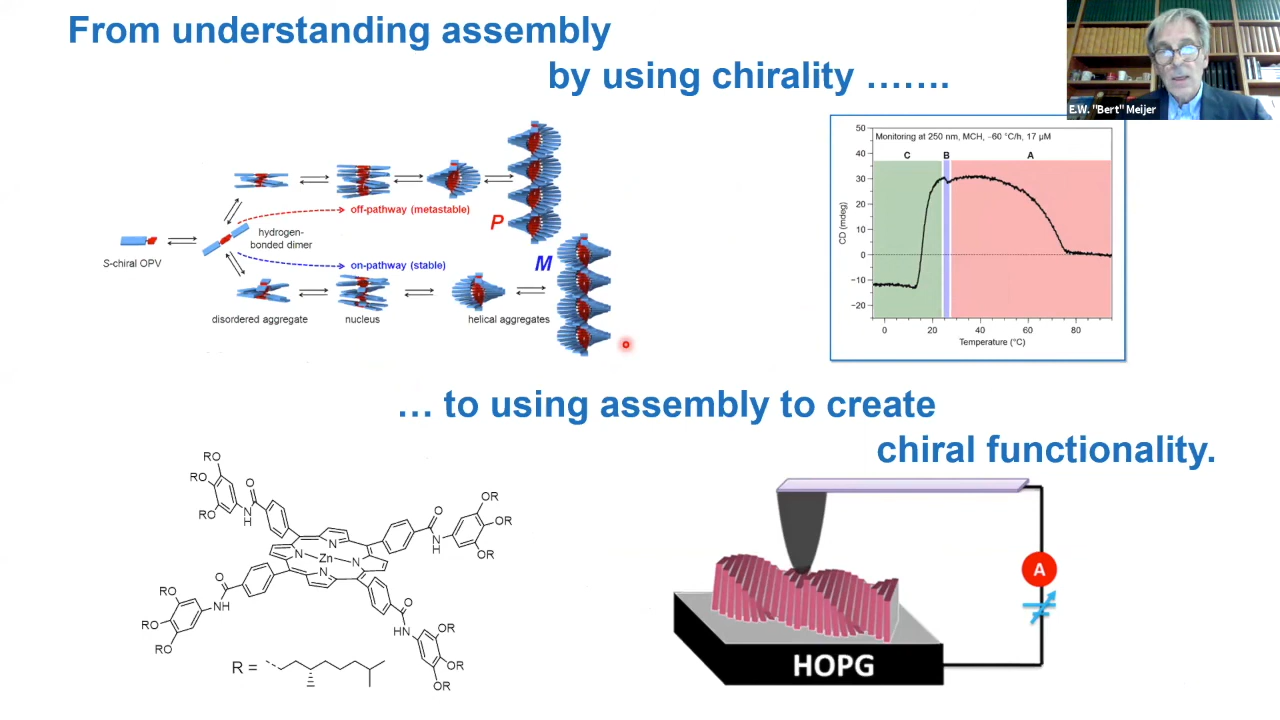 From understanding assembly
by using chirality …….
E.W. "Bert" Meijer
S-chiral OPV
hydrogen-
bonded dimer
off-pathway (metastable)
on-pathway (stable)
P
M
disordered aggregate
nucleus
helical aggregates
Monitoring at 250 nm, MCH, –60 °C/h, 17 µM
C
B
A
CD (mdeg)
50
40
30
20
10
0
−10
−20
0
20
40
60
80
Temperature (°C)
… to using assembly to create
chiral functionality.
RO
RO
RO
O
N
H
OR
OR
OR
O
N
H
N
N
Zn
N
N
RO
RO
RO
O
NH
O
HN
OR
OR
OR
R =
A
HOPG